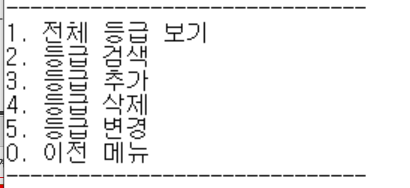 ------------------------------
1. 전체 등급 보기
2. 등급 검색
3. 등급 추가
4. 등급 삭제
5. 등급 변경
0. 이전 메뉴
------------------------------